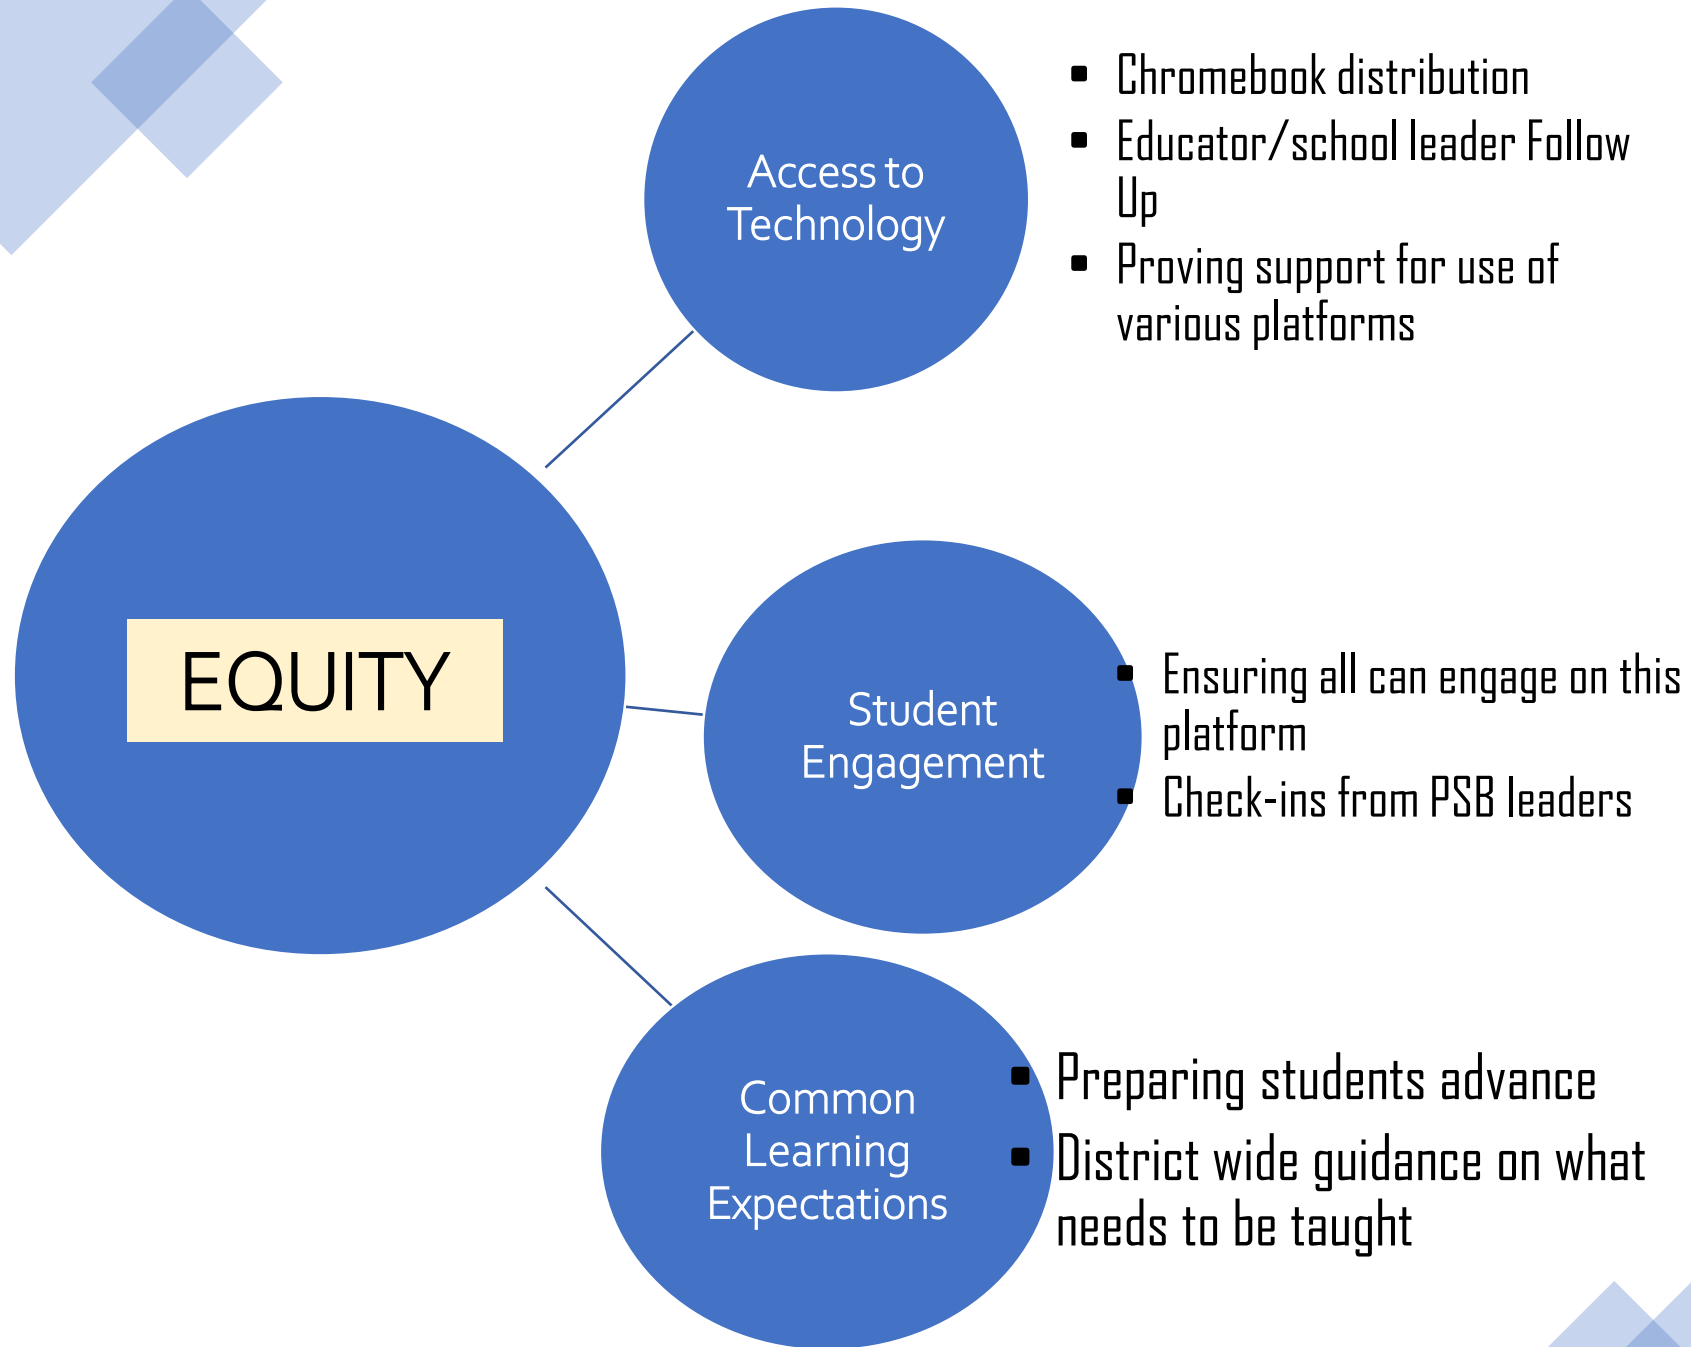 Access to
Technology
▪ Chromebook distribution
▪ Educator/school leader Follow
Up
▪ Proving support for use of
various platforms
EQUITY
Student
Engagement
▪ Ensuring all can engage on this
platform
▪ Check-ins from PSB leaders
Common
Learning
Expectations
▪ Preparing students advance
▪ District wide guidance on what
needs to be taught